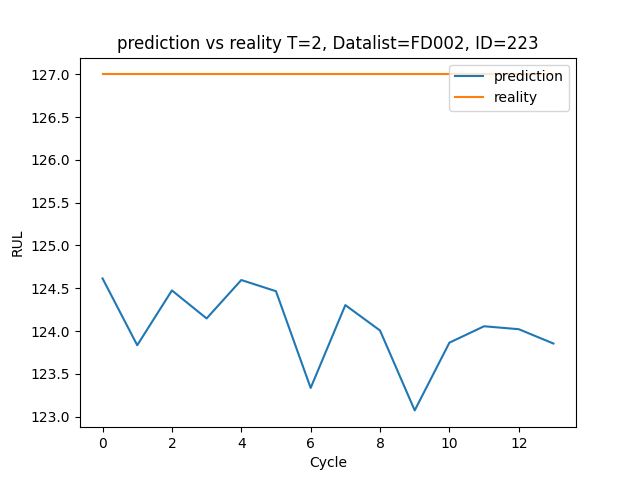 prediction vs reality T=2, Datalist=FD002, ID=223
127.0
126.5
126.0
125.5
125.0
124.5
124.0
123.5
123.0
RUL
prediction
reality
0 2 4 6 8 10 12
Cycle